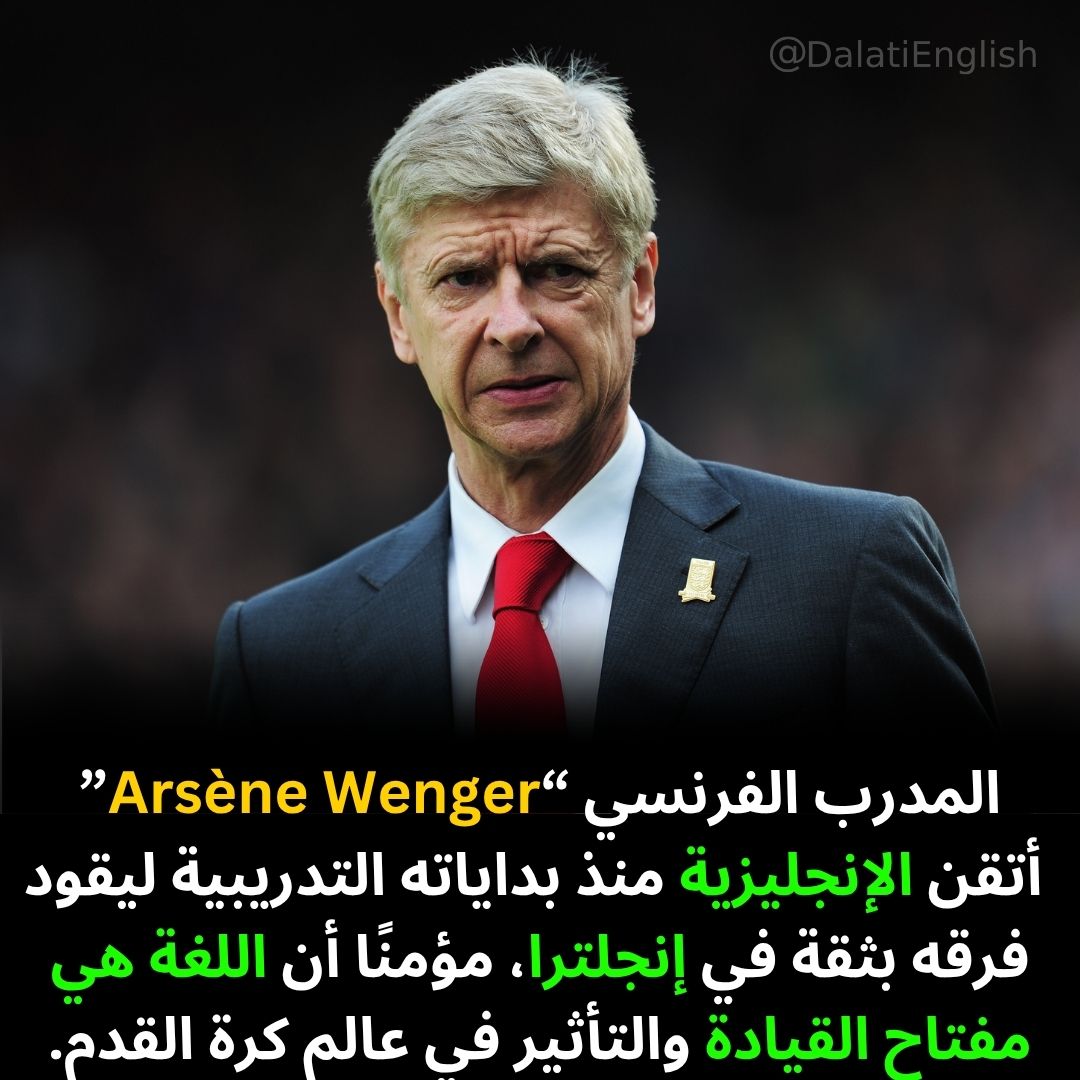 @DalatiEnglish
المدرب الفرنسي “Arsène Wenger”
أتقن الإنجليزية منذ بداياته التدريبية ليقود
فرقه بثقة في إنجلترا، مؤمنًا أن اللغة هي
مفتاح القيادة والتأثير في عالم كرة القدم.